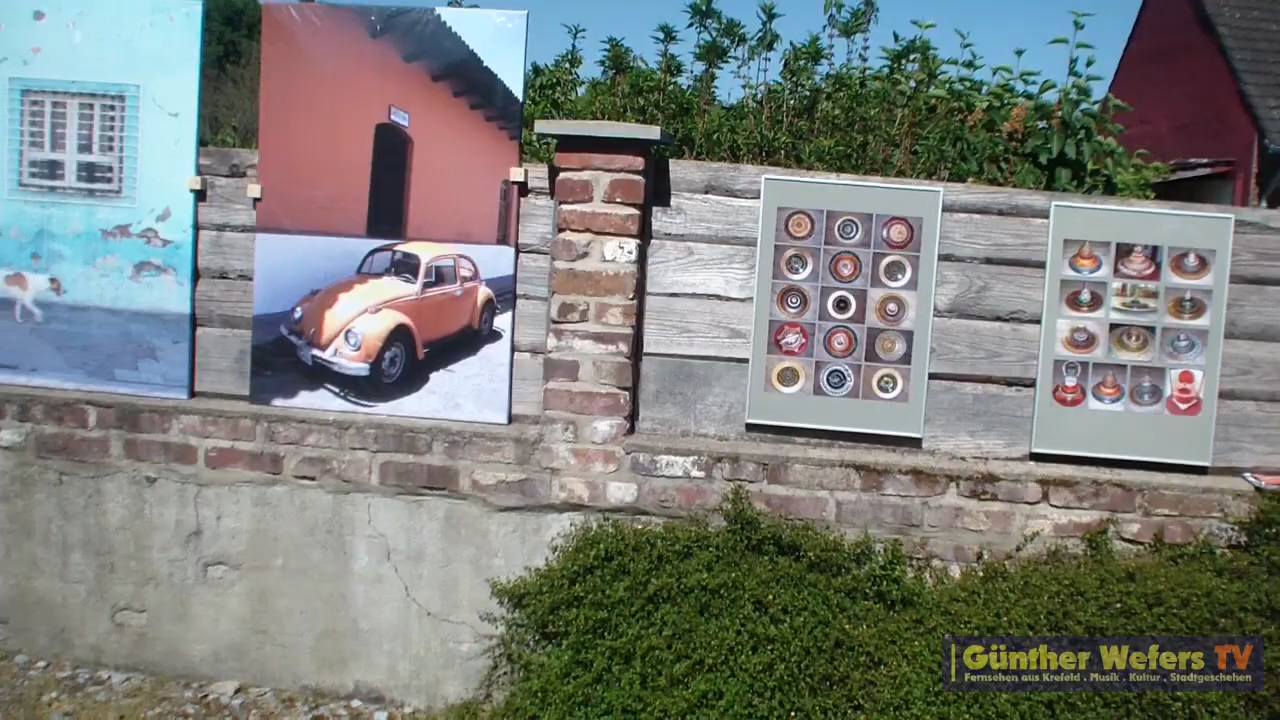 Günther Wefers TV
Fernsehen aus Krefeld . Musik . Kultur . Stadtgeschehen